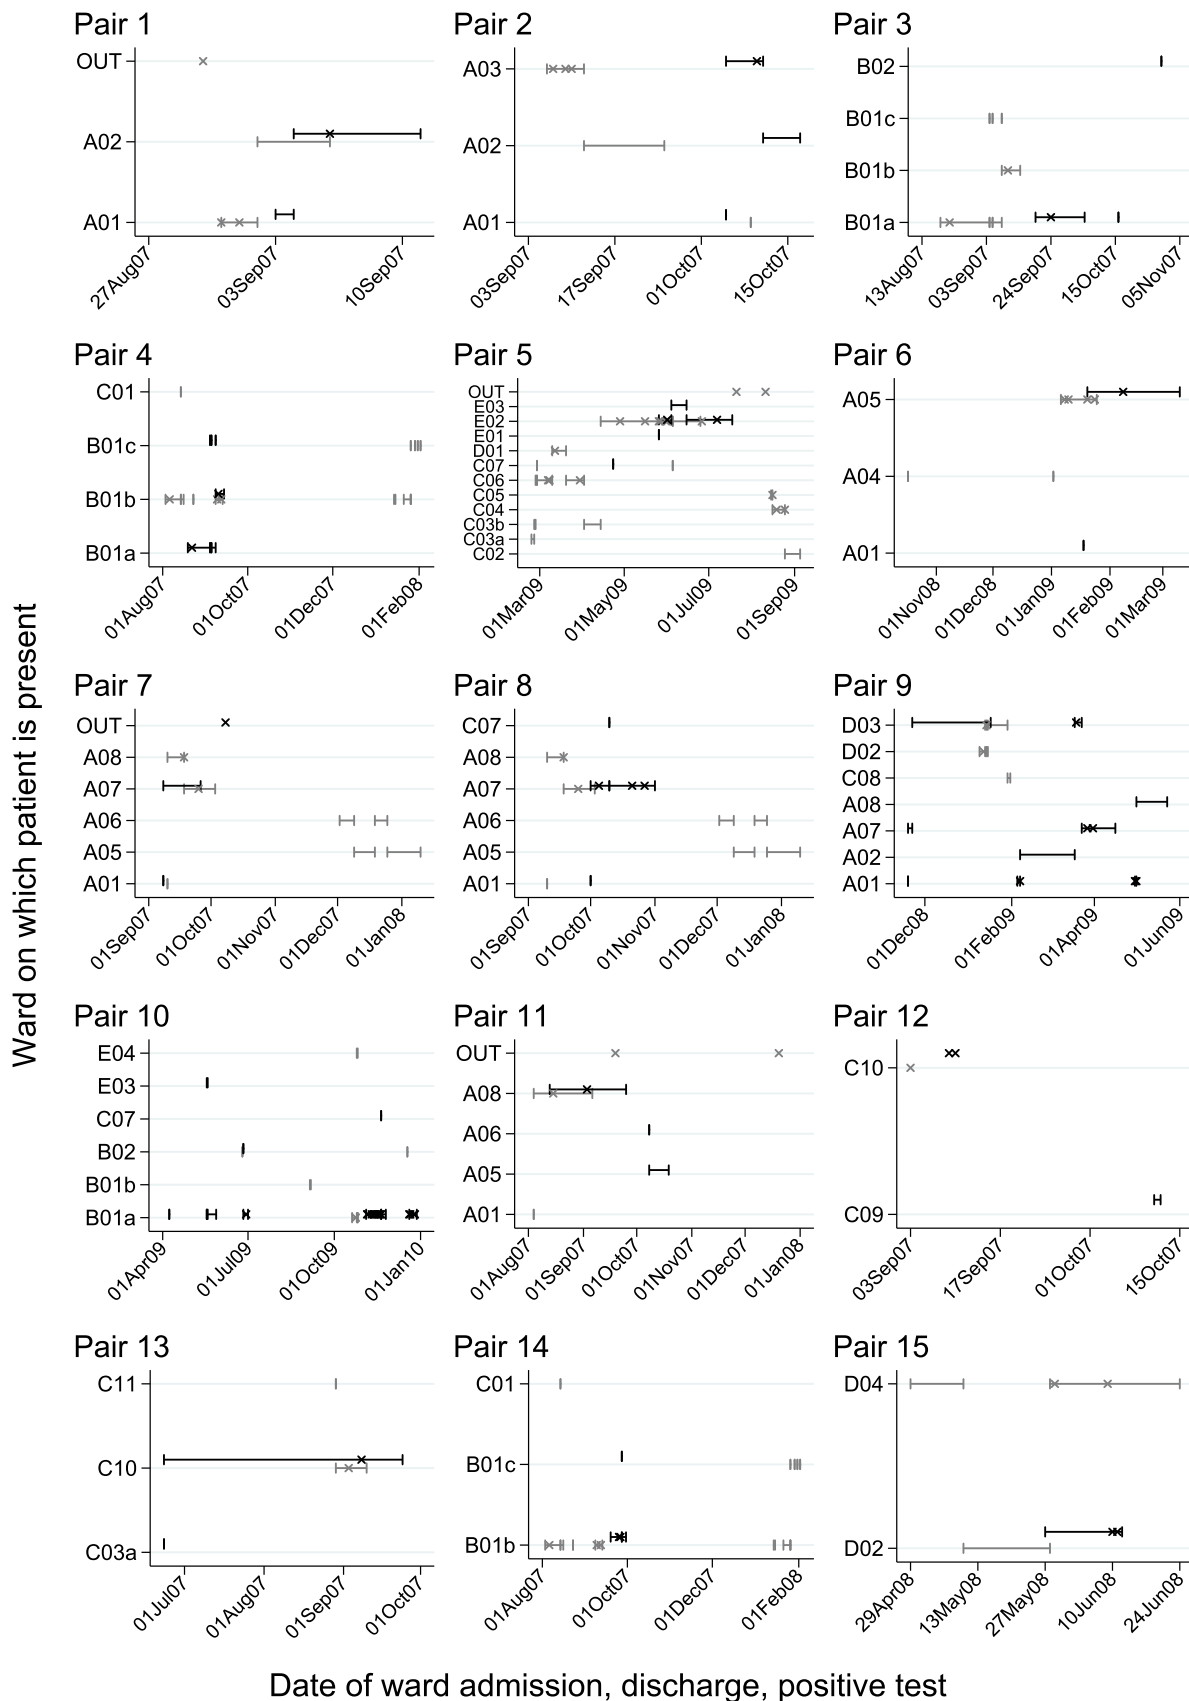 Pair 1
OUT
A02
A01
27Aug07
03Sep07
10Sep07
Pair 2
A03
A02
A01
03Sep07
17Sep07
01Oct07
15Oct07
Pair 3
B02
B01c
B01b
B01a
13Aug07
03Sep07
24Sep07
15Oct07
05Nov07
Pair 4
C01
B01c
B01b
B01a
01Aug07
01Oct07
01Dec07
01Feb08
Pair 5
OUT
E03
E02
E01
D01
C07
C06
C05
C04
C03b
C03a
C02
01Mar09
01May09
01Jul09
01Sep09
Pair 6
A05
A04
A01
01Nov08
01Dec08
01Jan09
01Feb09
01Mar09
Ward on which patient is present
Pair 7
OUT
A08
A07
A06
A05
A01
01Sep07
01Oct07
01Nov07
01Dec07
01Jan08
Pair 8
C07
A08
A07
A06
A05
A01
01Sep07
01Oct07
01Nov07
01Dec07
01Jan08
Pair 9
D03
D02
C08
A08
A07
A02
A01
01Dec08
01Feb09
01Apr09
01Jun09
Pair 10
E04
E03
C07
B02
B01b
B01a
01Apr09
01Jul09
01Oct09
01Jan10
Pair 11
OUT
A08
A06
A05
A01
01Aug07
01Sep07
01Oct07
01Nov07
01Dec07
01Jan08
Pair 12
C10
C09
03Sep07
17Sep07
01Oct07
15Oct07
Pair 13
C11
C10
C03a
01Jul07
01Aug07
01Sep07
01Oct07
Pair 14
C01
B01c
B01b
01Aug07
01Oct07
01Dec07
01Feb08
Pair 15
D04
D02
29Apr08
13May08
27May08
10Jun08
24Jun08
Date of ward admission, discharge, positive test